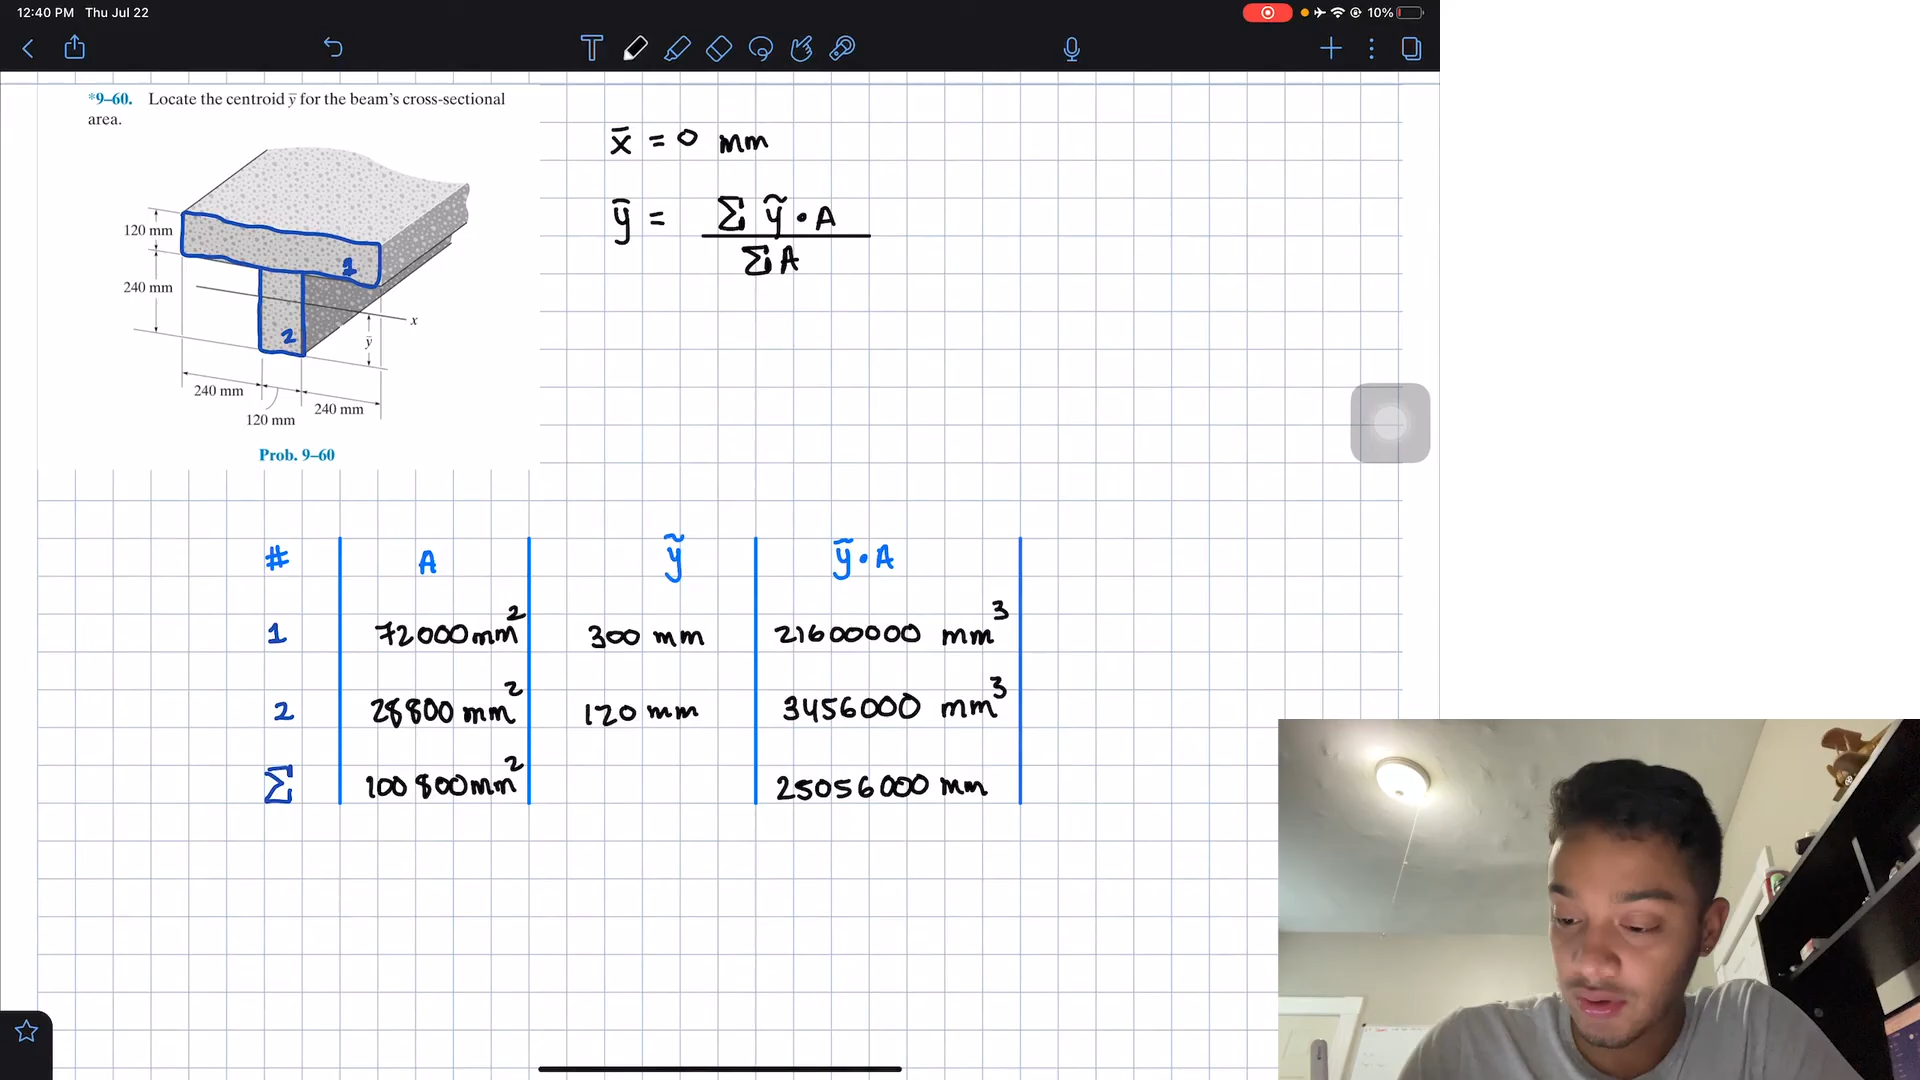 12:40 PM Thu Jul 22
10%
*9–60. Locate the centroid y̅ for the beam's cross-sectional
area.
120 mm
240 mm
1
2
x
y̅
240 mm
120 mm
240 mm
Prob. 9–60
x̅ = 0 mm
y̅ = Σ ỹ • A
Σ A
# A ỹ y̅ • A
1 72000 mm² 300 mm 21600000 mm³
2 28800 mm² 120 mm 3456000 mm³
Σ 100800 mm² 25056000 mm